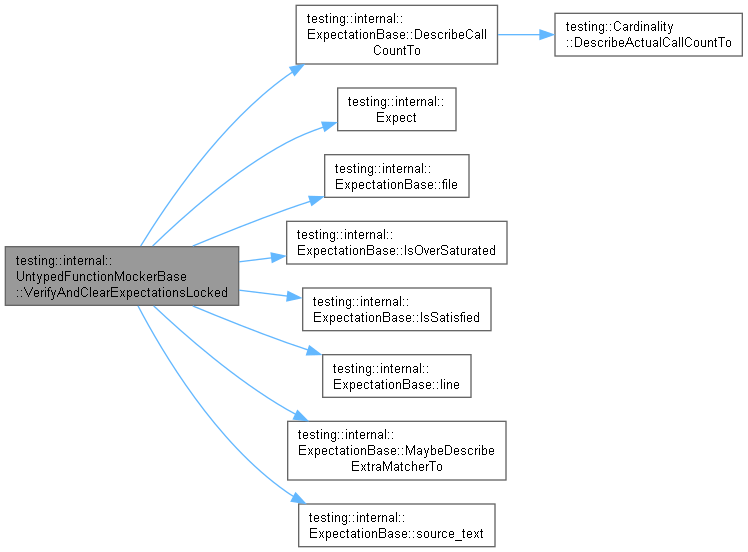 testing::internal::
UntypedFunctionMockerBase
::VerifyAndClearExpectationsLocked
testing::internal::
ExpectationBase::DescribeCall
CountTo
testing::Cardinality
::DescribeActualCallCountTo
testing::internal::
Expect
testing::internal::
ExpectationBase::file
testing::internal::
ExpectationBase::IsOverSaturated
testing::internal::
ExpectationBase::IsSatisfied
testing::internal::
ExpectationBase::line
testing::internal::
ExpectationBase::MaybeDescribe
ExtraMatcherTo
testing::internal::
ExpectationBase::source_text